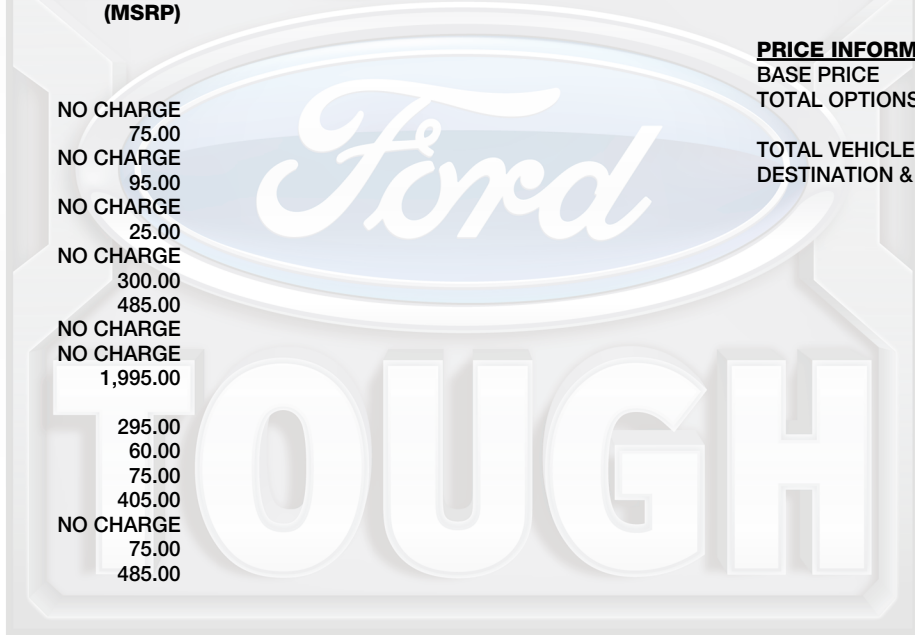 (MSRP)
NO CHARGE
75.00
NO CHARGE
95.00
NO CHARGE
25.00
NO CHARGE
300.00
485.00
NO CHARGE
NO CHARGE
1,995.00
295.00
60.00
75.00
405.00
NO CHARGE
75.00
485.00
PRICE INFORM
BASE PRICE
TOTAL OPTIONS
TOTAL VEHICLE
DESTINATION &
Ford
TOUGH